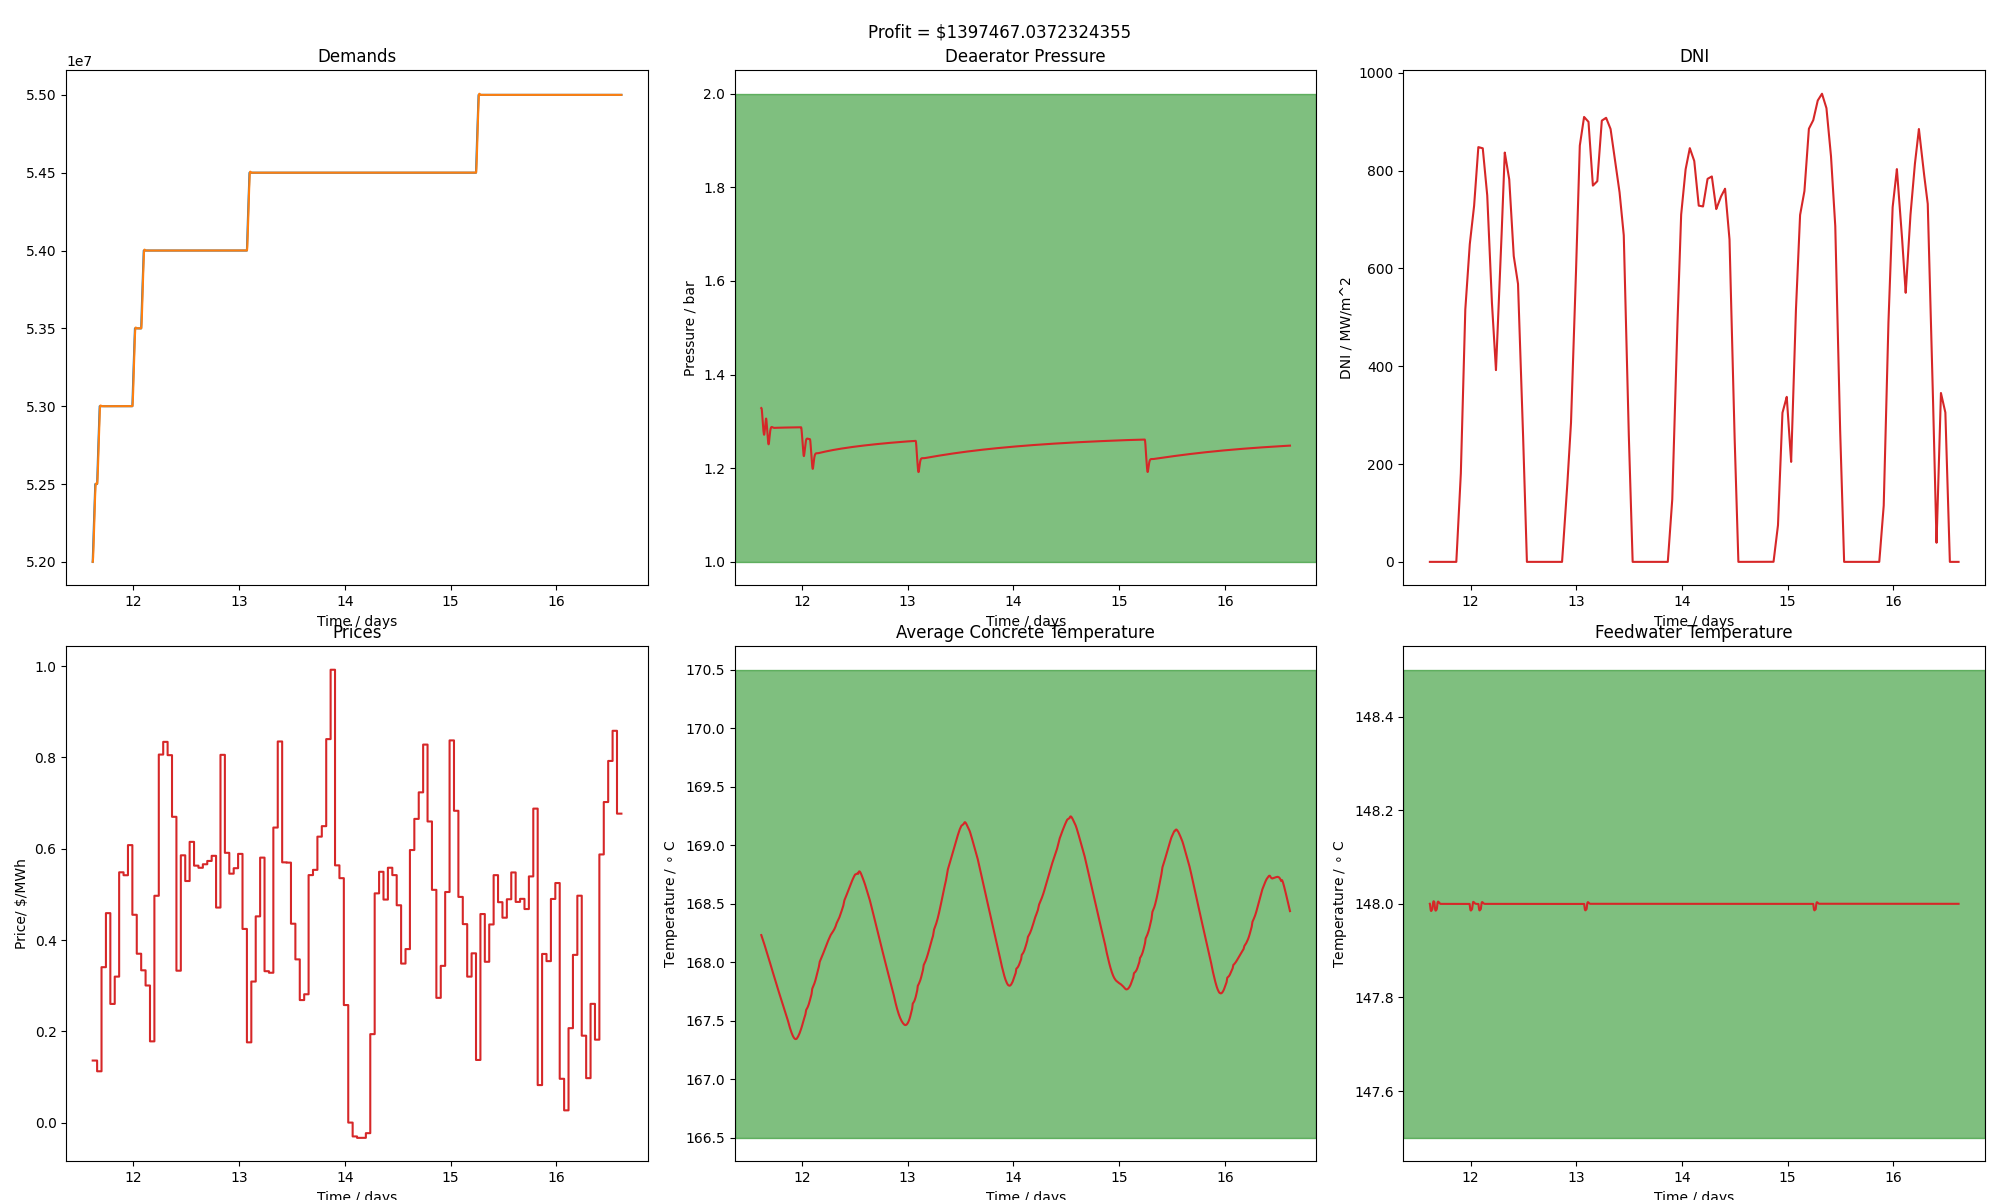 Profit = $1397467.0372324355
Demands
1e7
5.50
5.45
5.40
5.35
5.30
5.25
5.20
12 13 14 15 16
Time / days
Deaerator Pressure
Pressure / bar
2.0
1.8
1.6
1.4
1.2
1.0
12 13 14 15 16
Time / days
DNI
DNI / MW/m^2
1000
800
600
400
200
0
12 13 14 15 16
Time / days
Prices
Price/ $/MWh
1.0
0.8
0.6
0.4
0.2
0.0
12 13 14 15 16
Time / days
Average Concrete Temperature
Temperature / ∘ C
170.5
170.0
169.5
169.0
168.5
168.0
167.5
167.0
166.5
12 13 14 15 16
Time / days
Feedwater Temperature
Temperature / ∘ C
148.4
148.2
148.0
147.8
147.6
12 13 14 15 16
Time / days